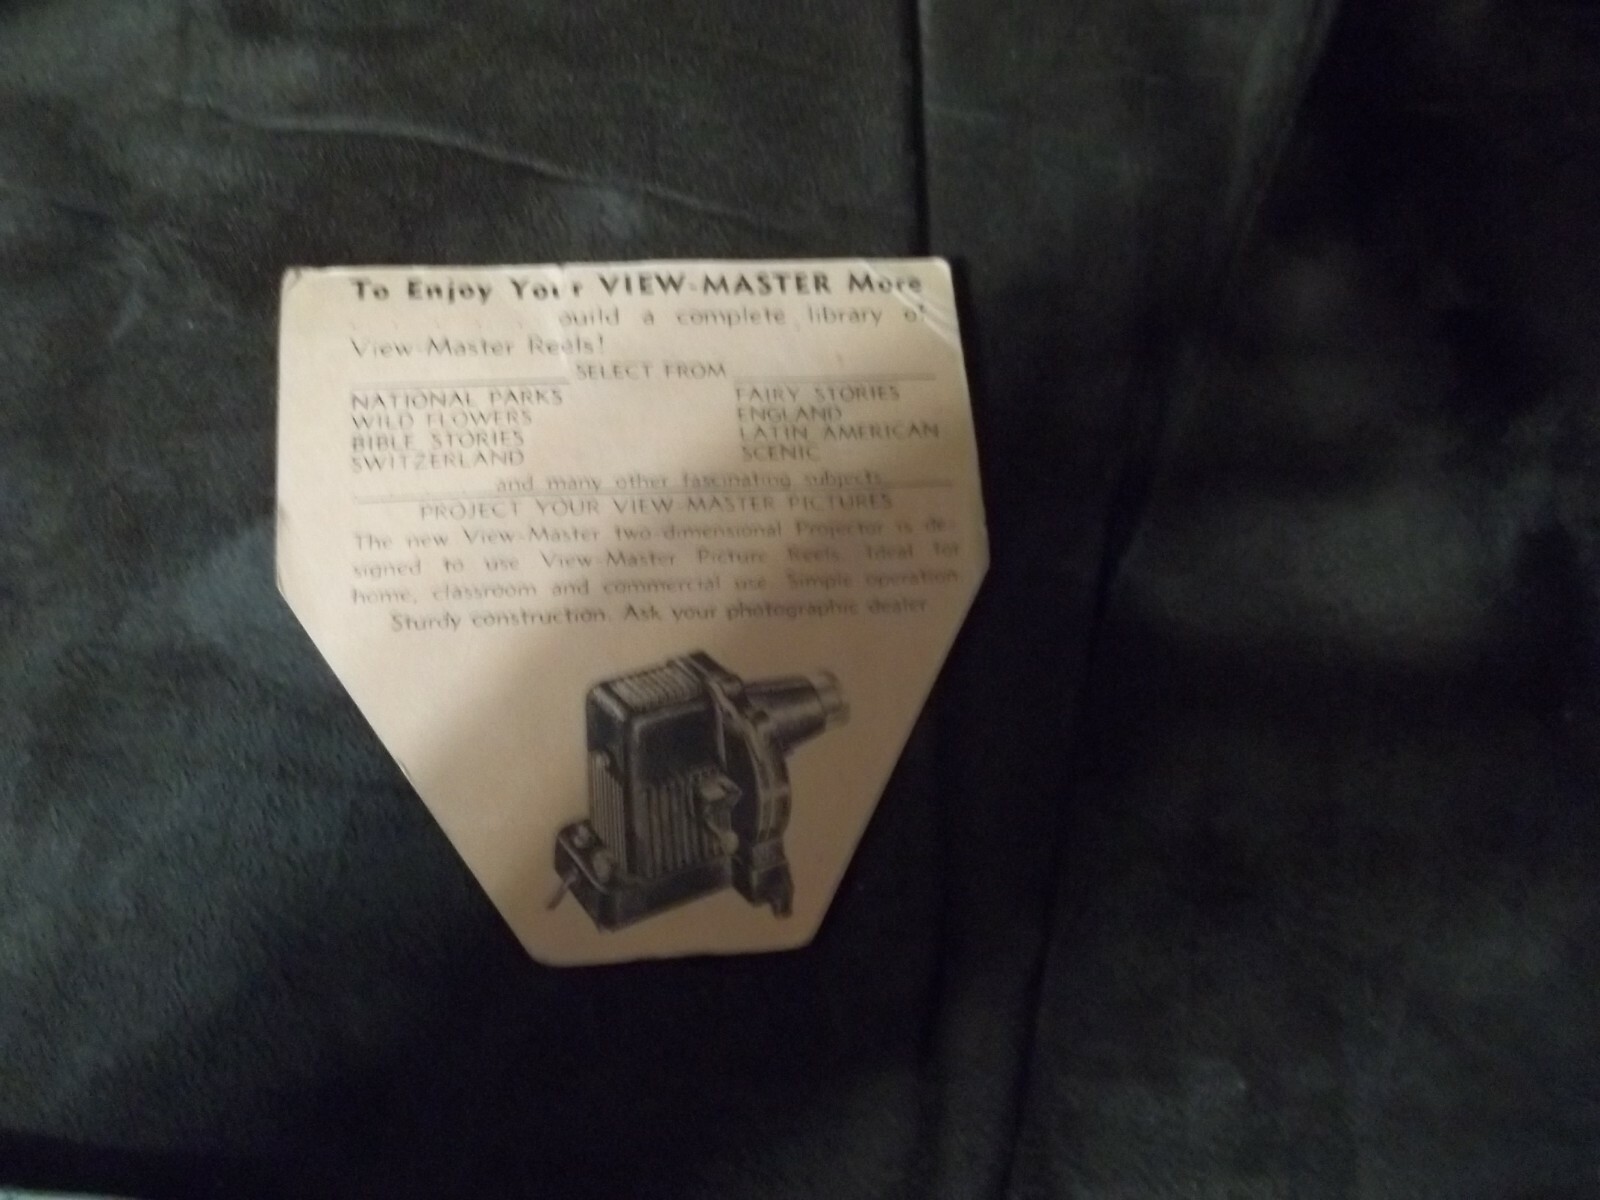 To Enjoy Your VIEW-MASTER More
build a complete library of
View-Master Reels!
SELECT FROM
NATIONAL PARKS
WILD FLOWERS
BIBLE STORIES
SWITZERLAND
FAIRY STORIES
ENGLAND
LATIN AMERICAN
SCENIC
and many other fascinating subjects.
PROJECT YOUR VIEW-MASTER PICTURES
The new View-Master two-dimensional Projector is de-
signed to use View-Master Picture Reels. Ideal for
home, classroom and commercial use. Simple operation.
Sturdy construction. Ask your photographic dealer.